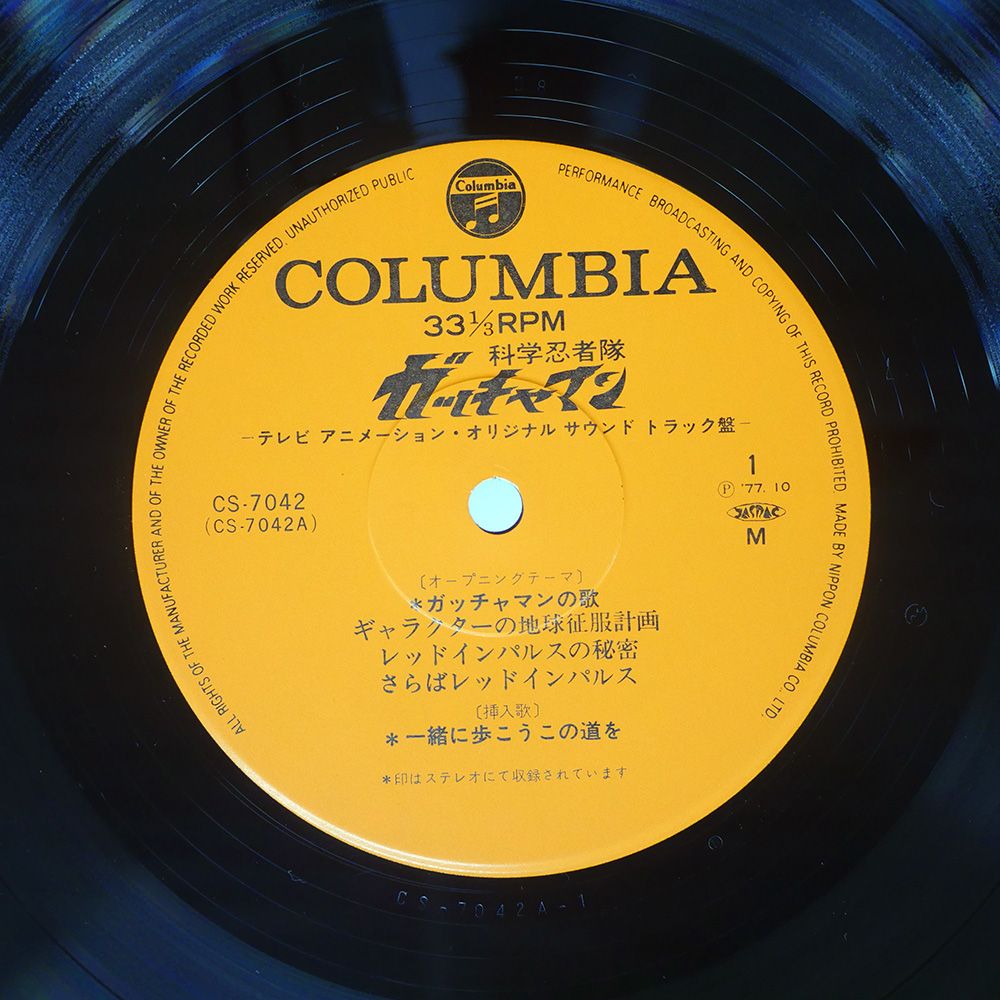 Columbia
COLUMBIA
33 1/3 RPM
科学忍者隊
ガッチャマン
−テレビ アニメーション・オリジナル サウンド トラック盤−
CS-7042
(CS-7042A)
1
Ⓟ '77. 10
JASRAC
M
〔オープニングテーマ〕
*ガッチャマンの歌
ギャラクターの地球征服計画
レッドインパルスの秘密
さらばレッドインパルス
〔挿入歌〕
*一緒に歩こうこの道を
*印はステレオにて収録されています
ALL RIGHTS OF THE MANUFACTURER AND OF THE OWNER OF THE RECORDED WORK RESERVED. UNAUTHORIZED PUBLIC PERFORMANCE BROADCASTING AND COPYING OF THIS RECORD PROHIBITED. MADE BY NIPPON COLUMBIA CO., LTD.
CS-7042A-1